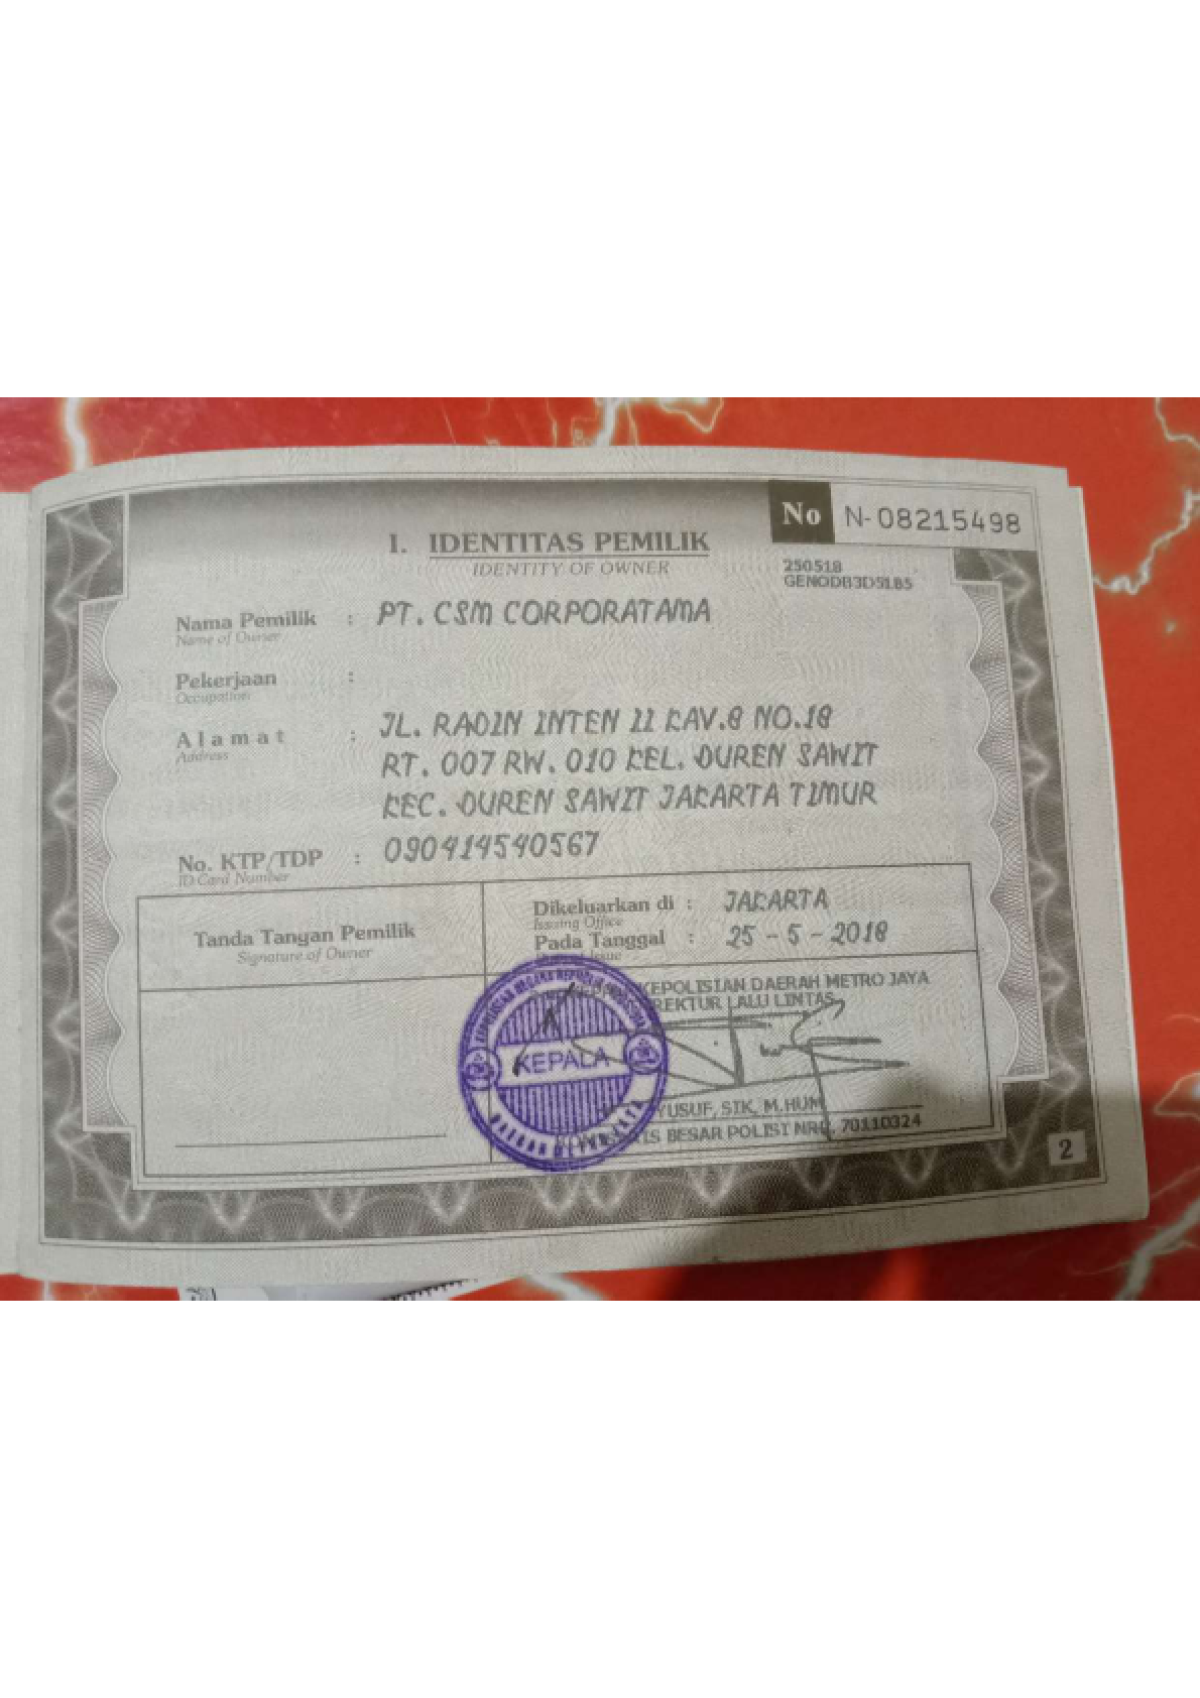 No N-08215498
I. IDENTITAS PEMILIK
IDENTITY OF OWNER
250518
GENODB3D51B5
Nama Pemilik : PT. CSM CORPORATAMA
Name of Owner
Pekerjaan :
Occupation
Alamat : JL. RADIN INTEN II KAV.8 NO.18
Address
RT. 007 RW. 010 KEL. DUREN SAWIT
KEC. DUREN SAWIT JAKARTA TIMUR
No. KTP/TDP : 090414540567
ID Card Number
Tanda Tangan Pemilik
Signature of Owner
Dikeluarkan di : JAKARTA
Issuing Office
Pada Tanggal : 25 - 5 - 2018
Issue
KEPOLISIAN DAERAH METRO JAYA
REKTUR LALU LINTAS
KEPALA
YUSUF, SIK, M.HUM
BESAR POLISI NRP. 70110324
2